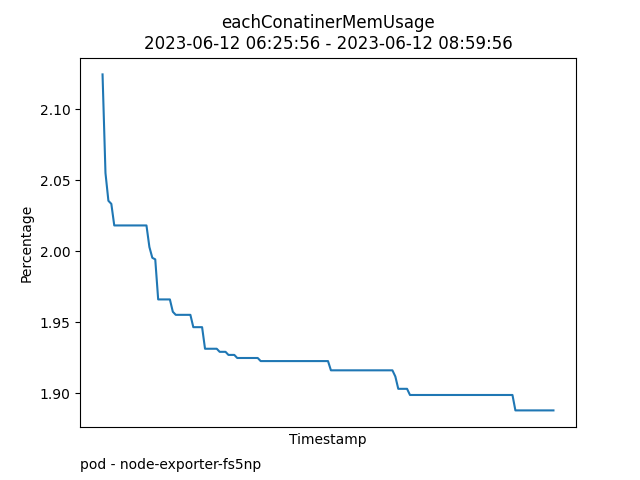 eachConatinerMemUsage
2023-06-12 06:25:56 - 2023-06-12 08:59:56
2.10
2.05
2.00
1.95
1.90
Percentage
Timestamp
pod - node-exporter-fs5np